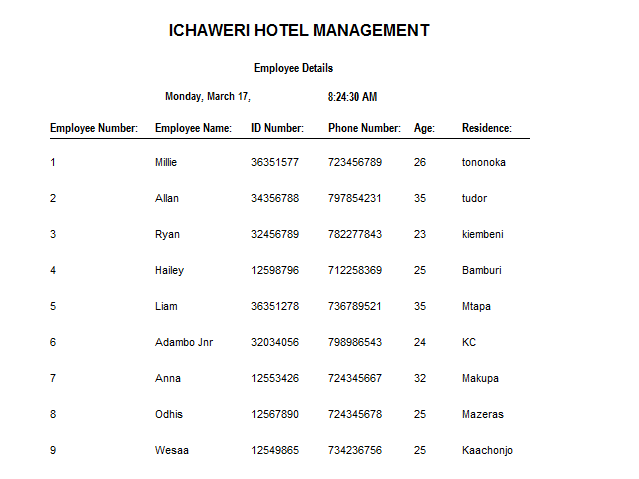 ICHAWERI HOTEL MANAGEMENT
Employee Details
Monday, March 17, 8:24:30 AM
Employee Number: Employee Name: ID Number: Phone Number: Age: Residence:
1 Millie 36351577 723456789 26 tononoka
2 Allan 34356788 797854231 35 tudor
3 Ryan 32456789 782277843 23 kiembeni
4 Hailey 12598796 712258369 25 Bamburi
5 Liam 36351278 736789521 35 Mtapa
6 Adambo Jnr 32034056 798986543 24 KC
7 Anna 12553426 724345667 32 Makupa
8 Odhis 12567890 724345678 25 Mazeras
9 Wesaa 12549865 734236756 25 Kaachonjo